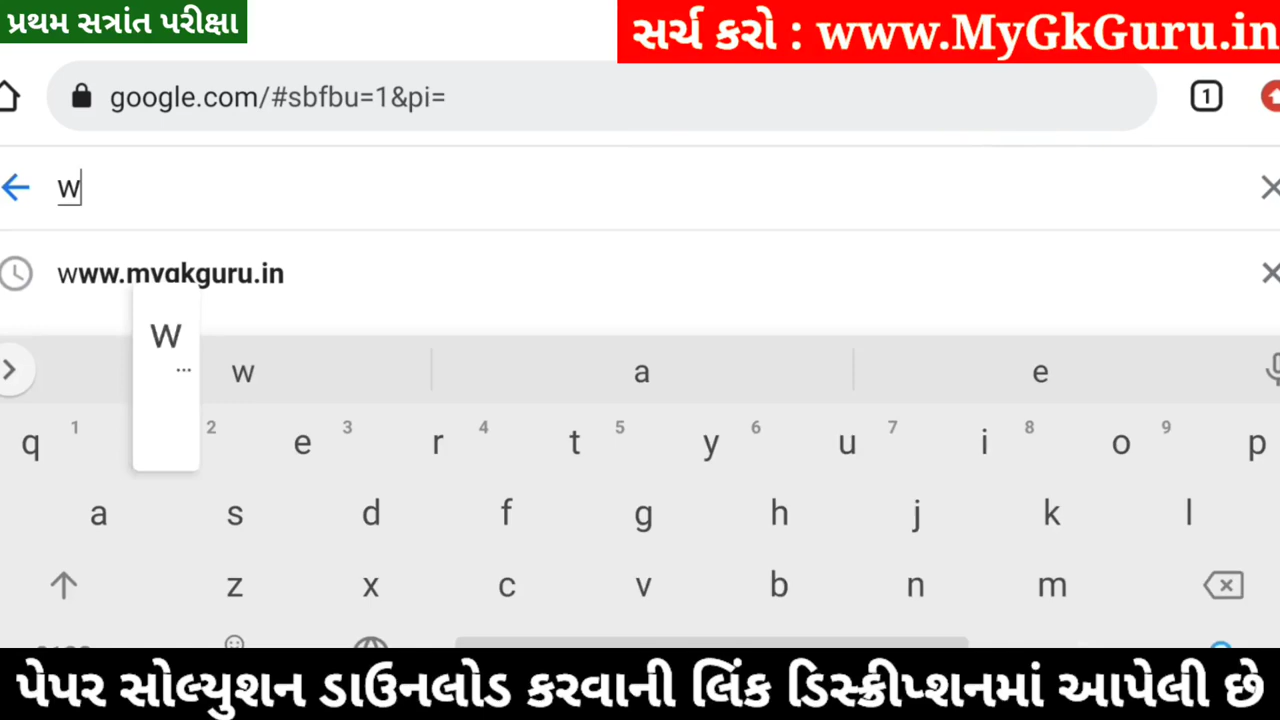 પ્રથમ સત્રાંત પરીક્ષા
સર્ચ કરો : www.MyGkGuru.in
google.com/#sbfbu=1&pi=
1
w
www.mygkguru.in
w
...
w a e
q 1 2 e 3 r 4 t 5 y 6 u 7 i 8 o 9 p
a s d f g h j k l
z x c v b n m
પેપર સોલ્યુશન ડાઉનલોડ કરવાની લિંક ડિસ્ક્રીપ્શનમાં આપેલી છે